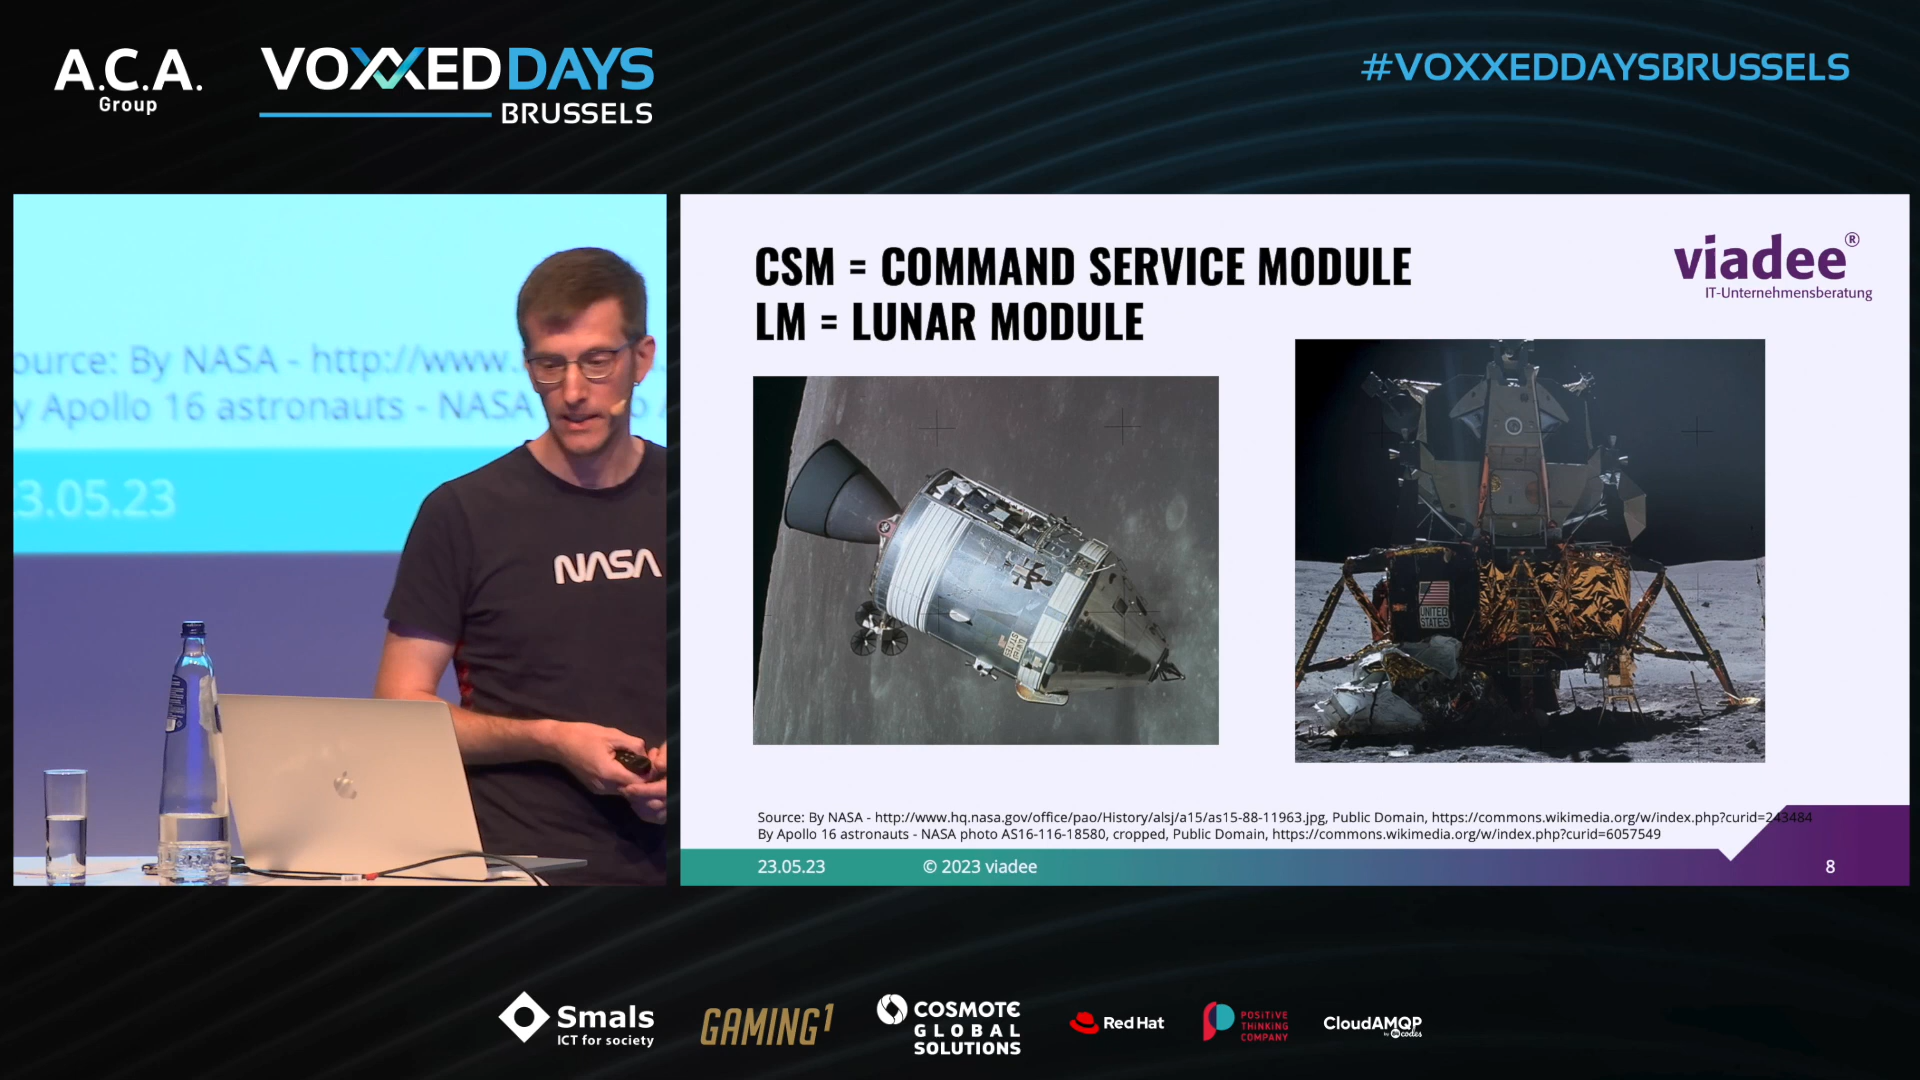 A.C.A.
Group
VOXXEDDAYS
BRUSSELS
#VOXXEDDAYSBRUSSELS
ource: By NASA - http://www.
y Apollo 16 astronauts - NASA
3.05.23
NASA
CSM = COMMAND SERVICE MODULE
LM = LUNAR MODULE
viadee®
IT-Unternehmensberatung
UNITED
STATES
Source: By NASA - http://www.hq.nasa.gov/office/pao/History/alsj/a15/as15-88-11963.jpg, Public Domain, https://commons.wikimedia.org/w/index.php?curid=243484
By Apollo 16 astronauts - NASA photo AS16-116-18580, cropped, Public Domain, https://commons.wikimedia.org/w/index.php?curid=6057549
23.05.23
© 2023 viadee
8
Smals
ICT for society
GAMING1
COSMOTE
GLOBAL
SOLUTIONS
Red Hat
POSITIVE
THINKING
COMPANY
CloudAMQP
codes